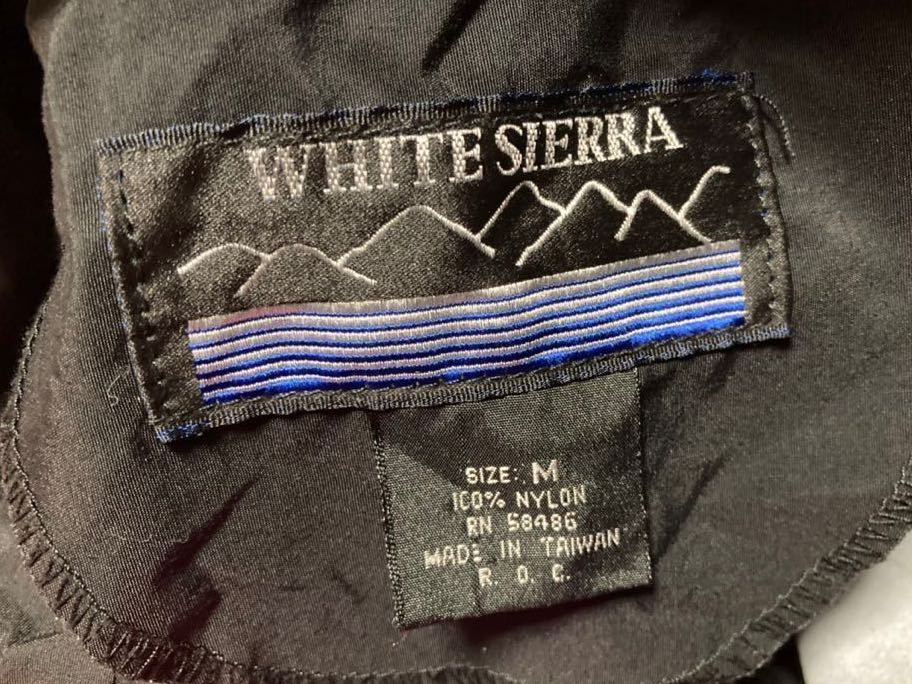 WHITE SIERRA
SIZE: M
100% NYLON
RN 58486
MADE IN TAIWAN
R. O. C.